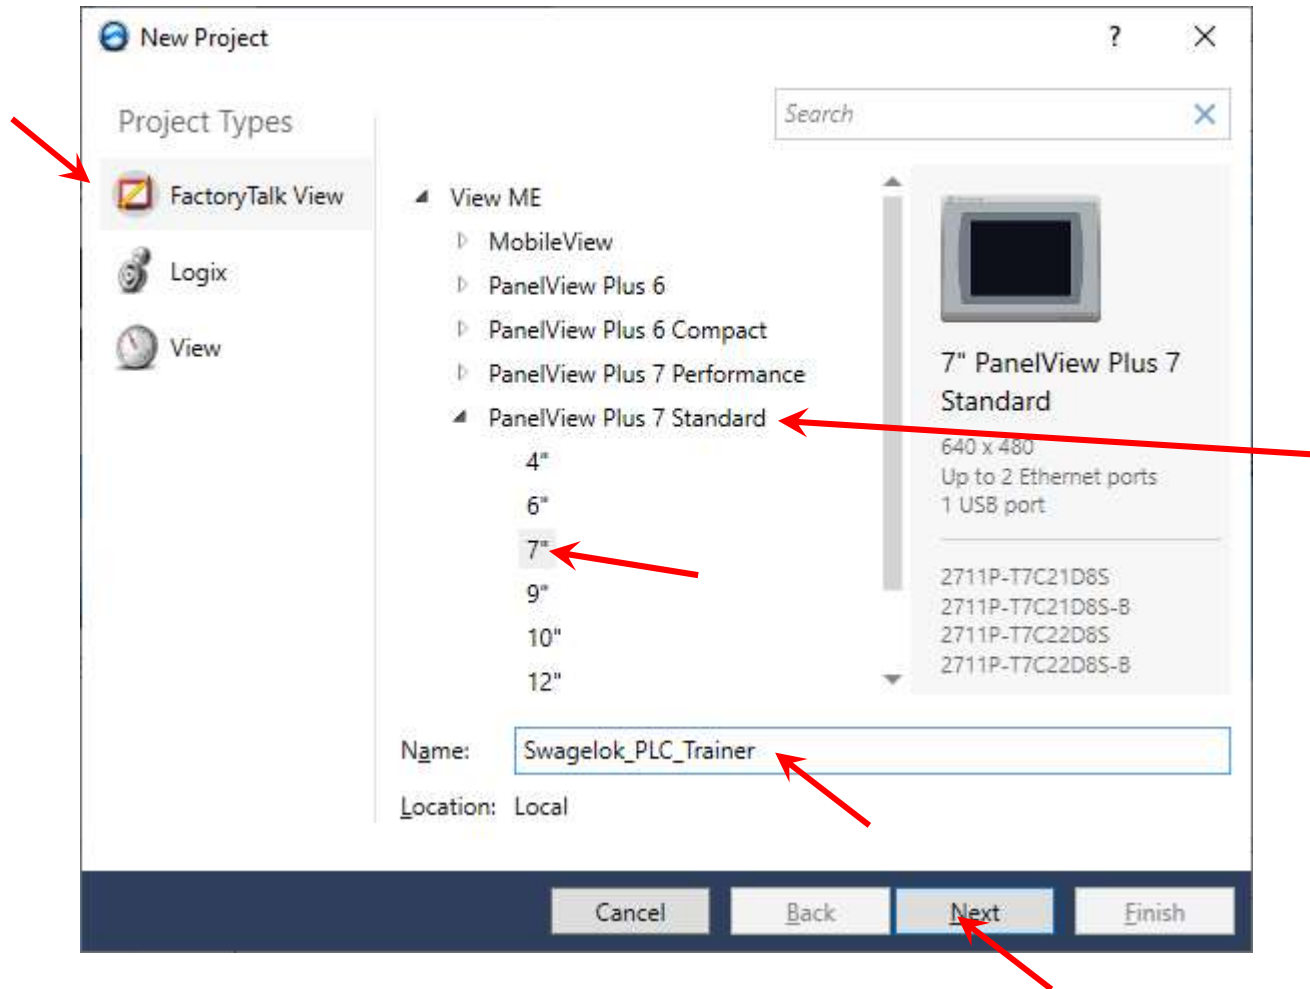 New Project
?
Project Types
Search
FactoryTalk View
Logix
View
View ME
MobileView
PanelView Plus 6
PanelView Plus 6 Compact
PanelView Plus 7 Performance
PanelView Plus 7 Standard
4"
6"
7"
9"
10"
12"
7" PanelView Plus 7
Standard
640 x 480
Up to 2 Ethernet ports
1 USB port
2711P-T7C21D8S
2711P-T7C21D8S-B
2711P-T7C22D8S
2711P-T7C22D8S-B
Name: Swagelok_PLC_Trainer
Location: Local
Cancel Back Next Finish